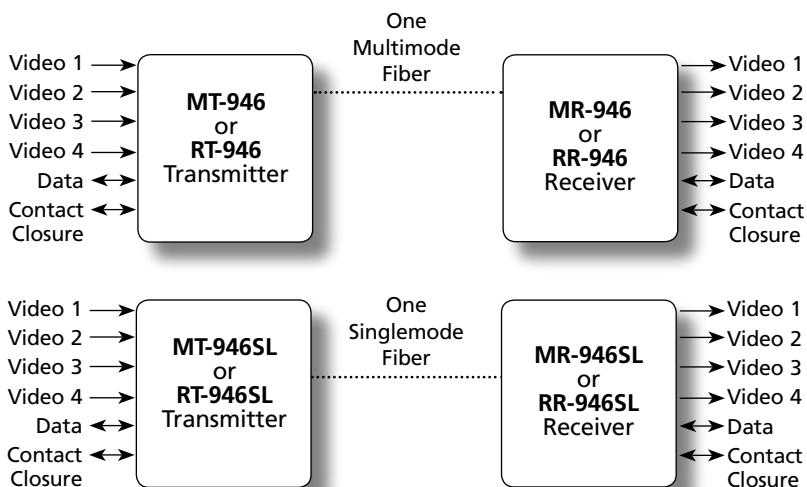 One
Multimode
Fiber
Video 1
Video 2
Video 3
Video 4
Data
Contact
Closure
MT-946
or
RT-946
Transmitter
MR-946
or
RR-946
Receiver
Video 1
Video 2
Video 3
Video 4
Data
Contact
Closure
One
Singlemode
Fiber
Video 1
Video 2
Video 3
Video 4
Data
Contact
Closure
MT-946SL
or
RT-946SL
Transmitter
MR-946SL
or
RR-946SL
Receiver
Video 1
Video 2
Video 3
Video 4
Data
Contact
Closure